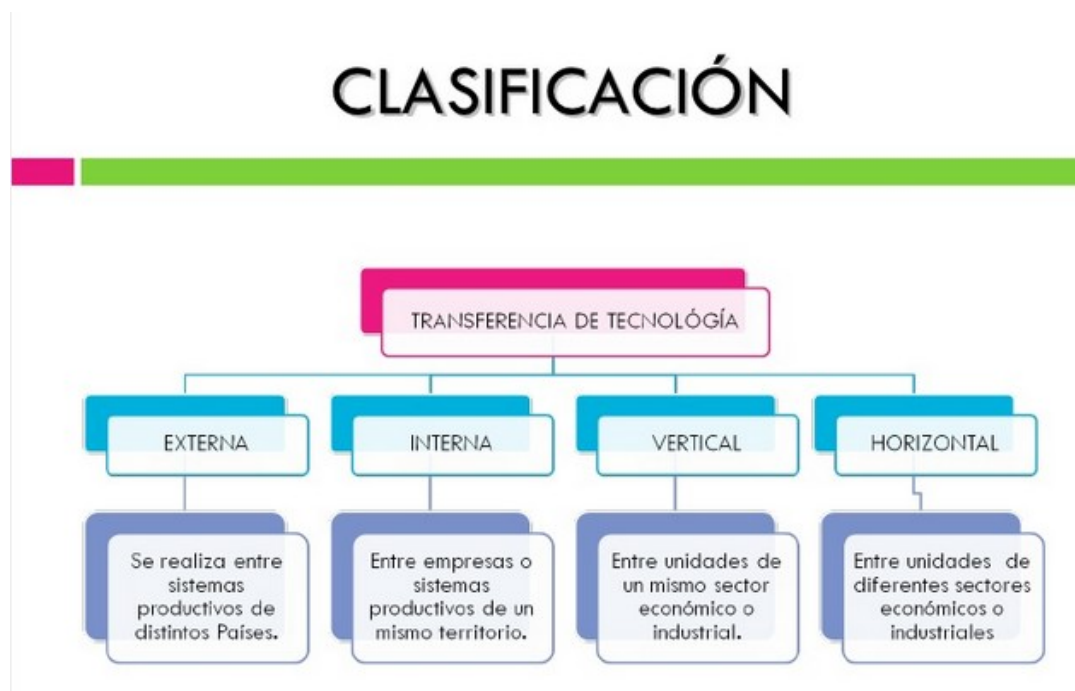 CLASIFICACIÓN
TRANSFERENCIA DE TECNOLÓGÍA
EXTERNA
Se realiza entre
sistemas
productivos de
distintos Países.
INTERNA
Entre empresas o
sistemas
productivos de un
mismo territorio.
VERTICAL
Entre unidades de
un mismo sector
económico o
industrial.
HORIZONTAL
Entre unidades de
diferentes sectores
económicos o
industriales